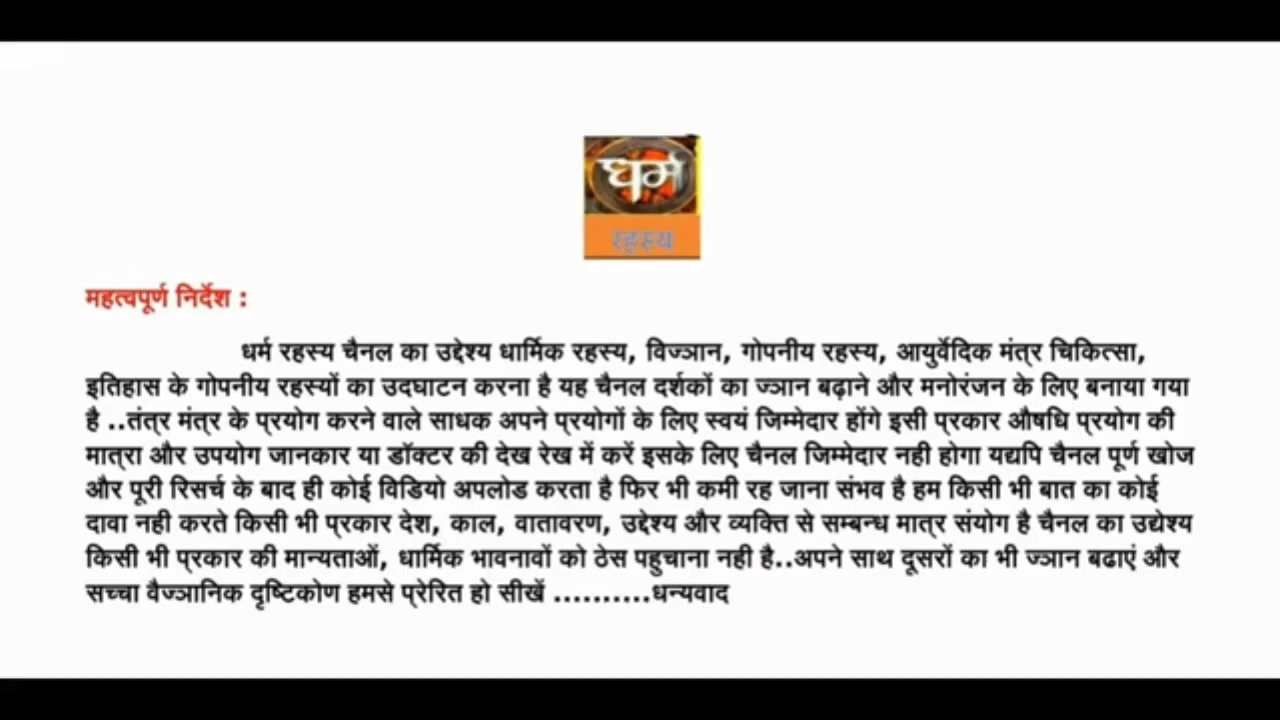 धर्म
रहस्य
महत्वपूर्ण निर्देश :
धर्म रहस्य चैनल का उद्देश्य धार्मिक रहस्य, विज्ञान, गोपनीय रहस्य, आयुर्वेदिक मंत्र चिकित्सा,
इतिहास के गोपनीय रहस्यों का उदघाटन करना है यह चैनल दर्शकों का ज्ञान बढ़ाने और मनोरंजन के लिए बनाया गया
है ..तंत्र मंत्र के प्रयोग करने वाले साधक अपने प्रयोगों के लिए स्वयं जिम्मेदार होंगे इसी प्रकार औषधि प्रयोग की
मात्रा और उपयोग जानकार या डॉक्टर की देख रेख में करें इसके लिए चैनल जिम्मेदार नही होगा यद्यपि चैनल पूर्ण खोज
और पूरी रिसर्च के बाद ही कोई विडियो अपलोड करता है फिर भी कमी रह जाना संभव है हम किसी भी बात का कोई
दावा नही करते किसी भी प्रकार देश, काल, वातावरण, उद्देश्य और व्यक्ति से सम्बन्ध मात्र संयोग है चैनल का उद्येश्य
किसी भी प्रकार की मान्यताओं, धार्मिक भावनावों को ठेस पहुचाना नही है..अपने साथ दूसरों का भी ज्ञान बढाएं और
सच्चा वैज्ञानिक दृष्टिकोण हमसे प्रेरित हो सीखें ..........धन्यवाद